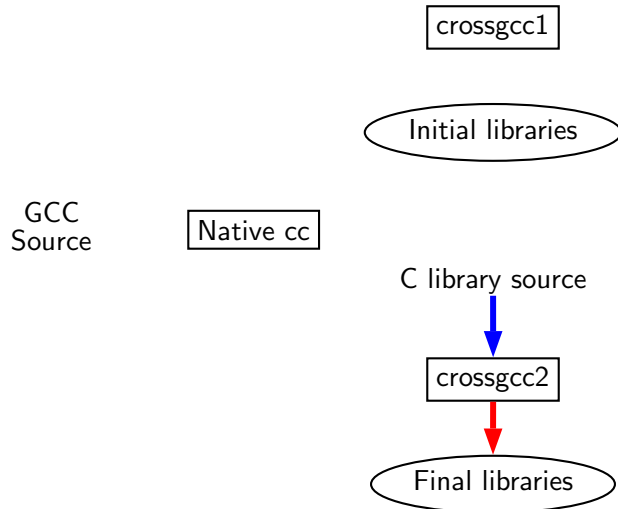 crossgcc1
Initial libraries
GCC
Source
Native cc
C library source
crossgcc2
Final libraries